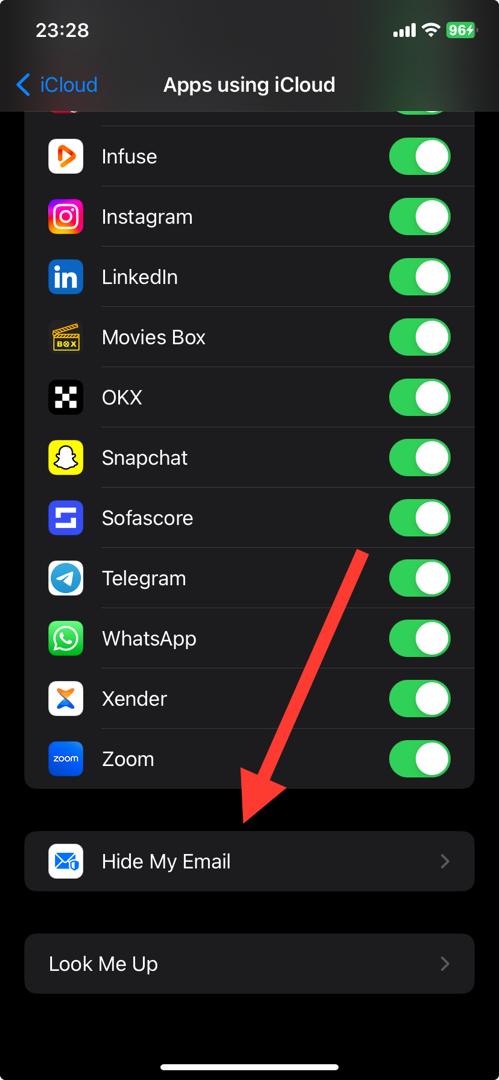 23:28
96
iCloud
Apps using iCloud
Infuse
Instagram
in
LinkedIn
BOX
Movies Box
OKX
Snapchat
Sofascore
Telegram
WhatsApp
Xender
zoom
Zoom
Hide My Email
Look Me Up